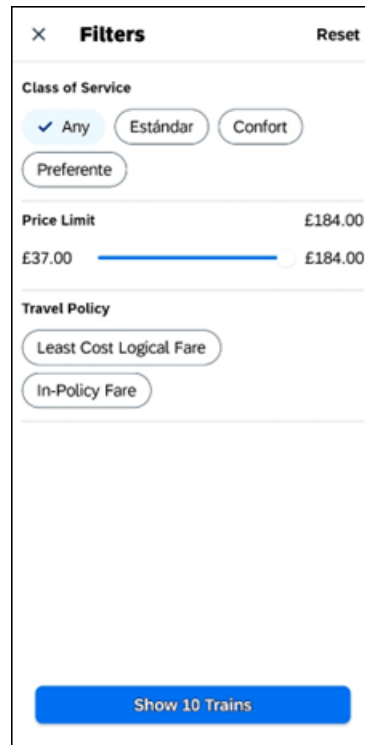 Filters Reset
Class of Service
Any Estándar Confort
Preferente
Price Limit £184.00
£37.00 £184.00
Travel Policy
Least Cost Logical Fare
In-Policy Fare
Show 10 Trains